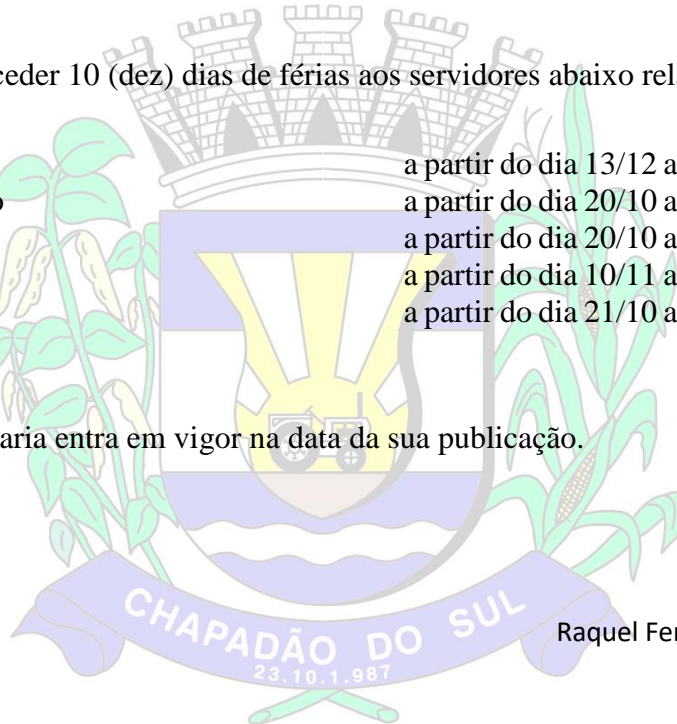 ceder 10 (dez) dias de férias aos servidores abaixo rel
a partir do dia 13/12 a
o a partir do dia 20/10 a
a partir do dia 20/10 a
a partir do dia 10/11 a
a partir do dia 21/10 a
aria entra em vigor na data da sua publicação.
CHAPADÃO DO SUL
23.10.1.987
Raquel Fer